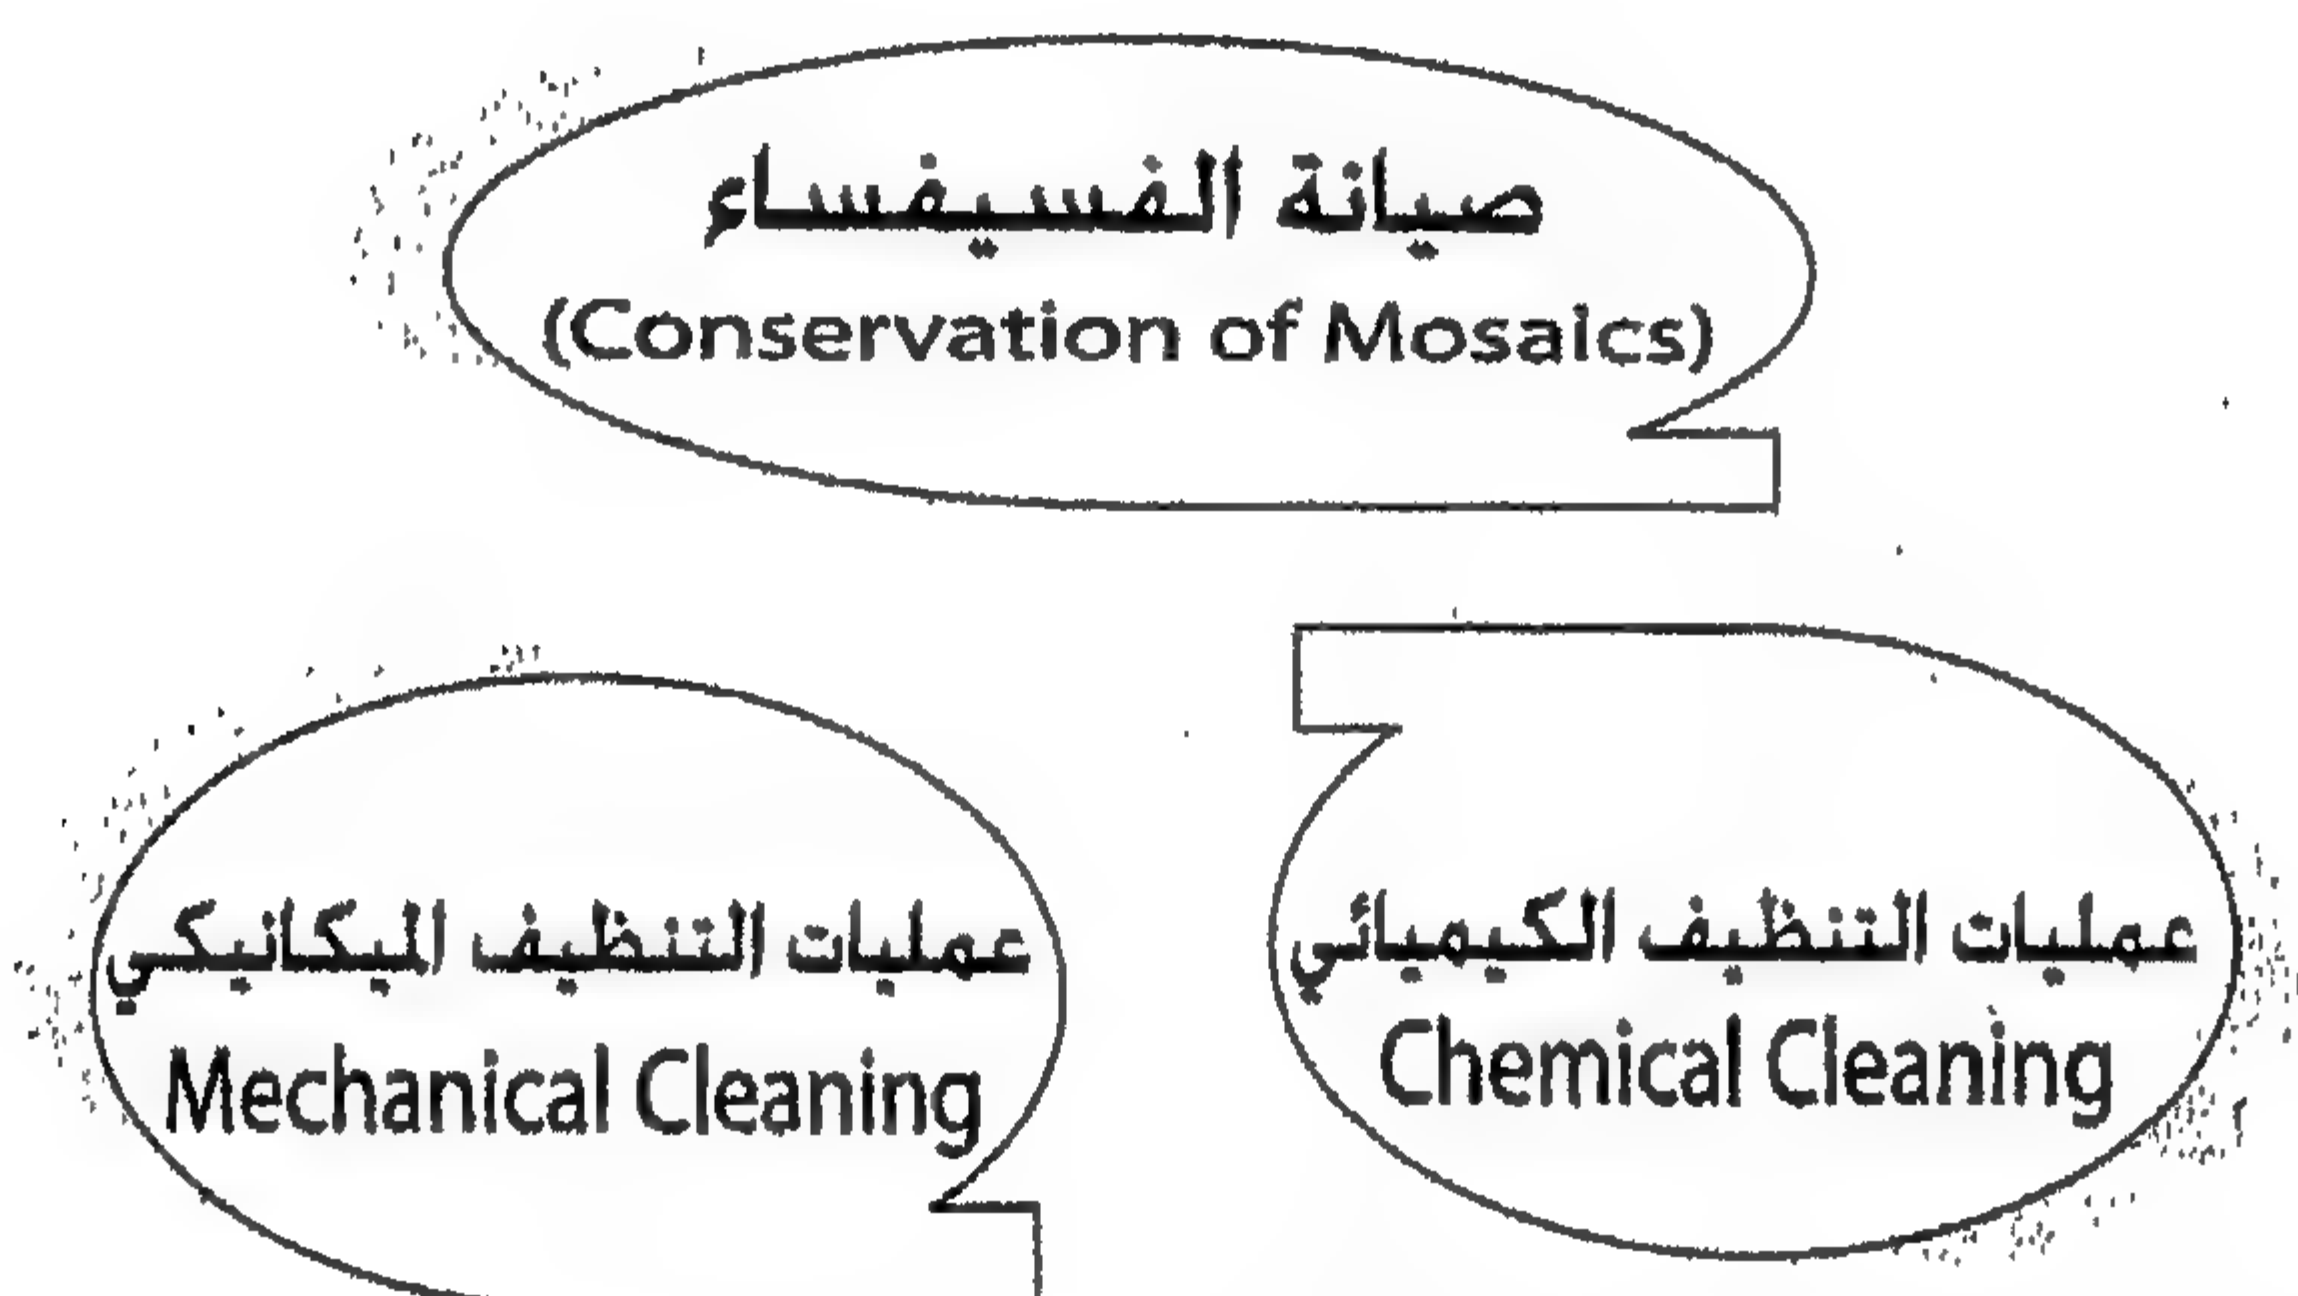 صيانة الفسيفساء
(Conservation of Mosaics)
عمليات التنظيف الكيميائي
Chemical Cleaning
عمليات التنظيف الميكانيكي
Mechanical Cleaning